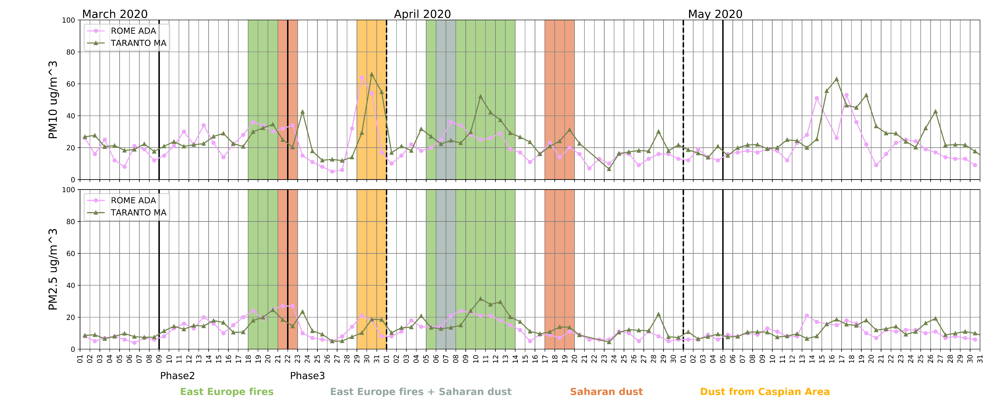 March 2020 April 2020 May 2020
100
80
60
40
20
0
PM10 ug/m^3
ROME ADA
TARANTO MA
100
80
60
40
20
0
PM2.5 ug/m^3
ROME ADA
TARANTO MA
01 02 03 04 05 06 07 08 09 10 11 12 13 14 15 16 17 18 19 20 21 22 23 24 25 26 27 28 29 30 31 01 02 03 04 05 06 07 08 09 10 11 12 13 14 15 16 17 18 19 20 21 22 23 24 25 26 27 28 29 30 01 02 03 04 05 06 07 08 09 10 11 12 13 14 15 16 17 18 19 20 21 22 23 24 25 26 27 28 29 30 31
Phase2 Phase3
East Europe fires East Europe fires + Saharan dust Saharan dust Dust from Caspian Area